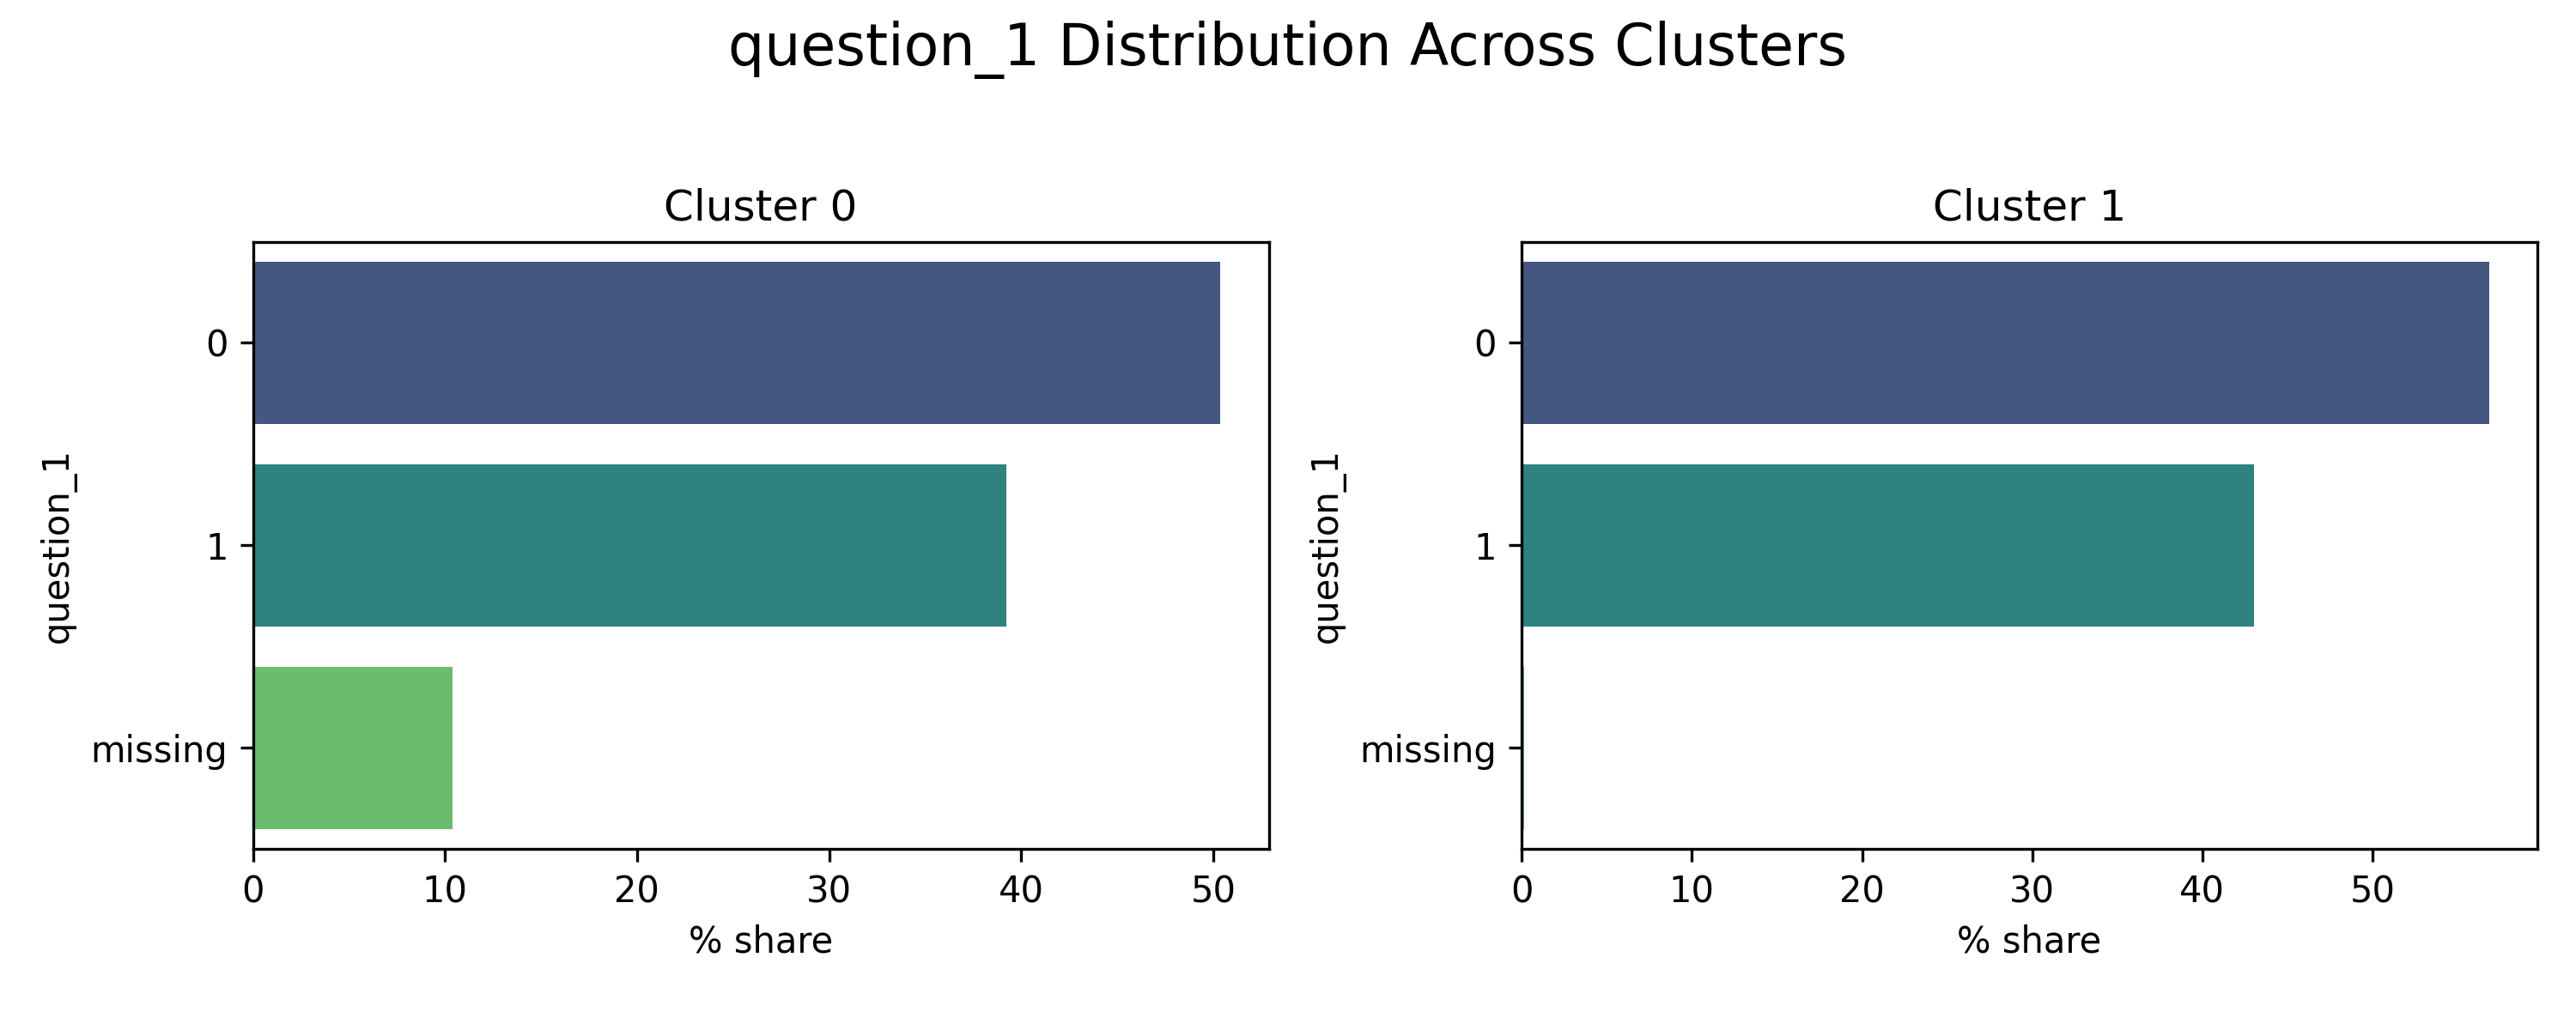 question_1 Distribution Across Clusters
Cluster 0
question_1
0
1
missing
0 10 20 30 40 50
% share
Cluster 1
question_1
0
1
missing
0 10 20 30 40 50
% share